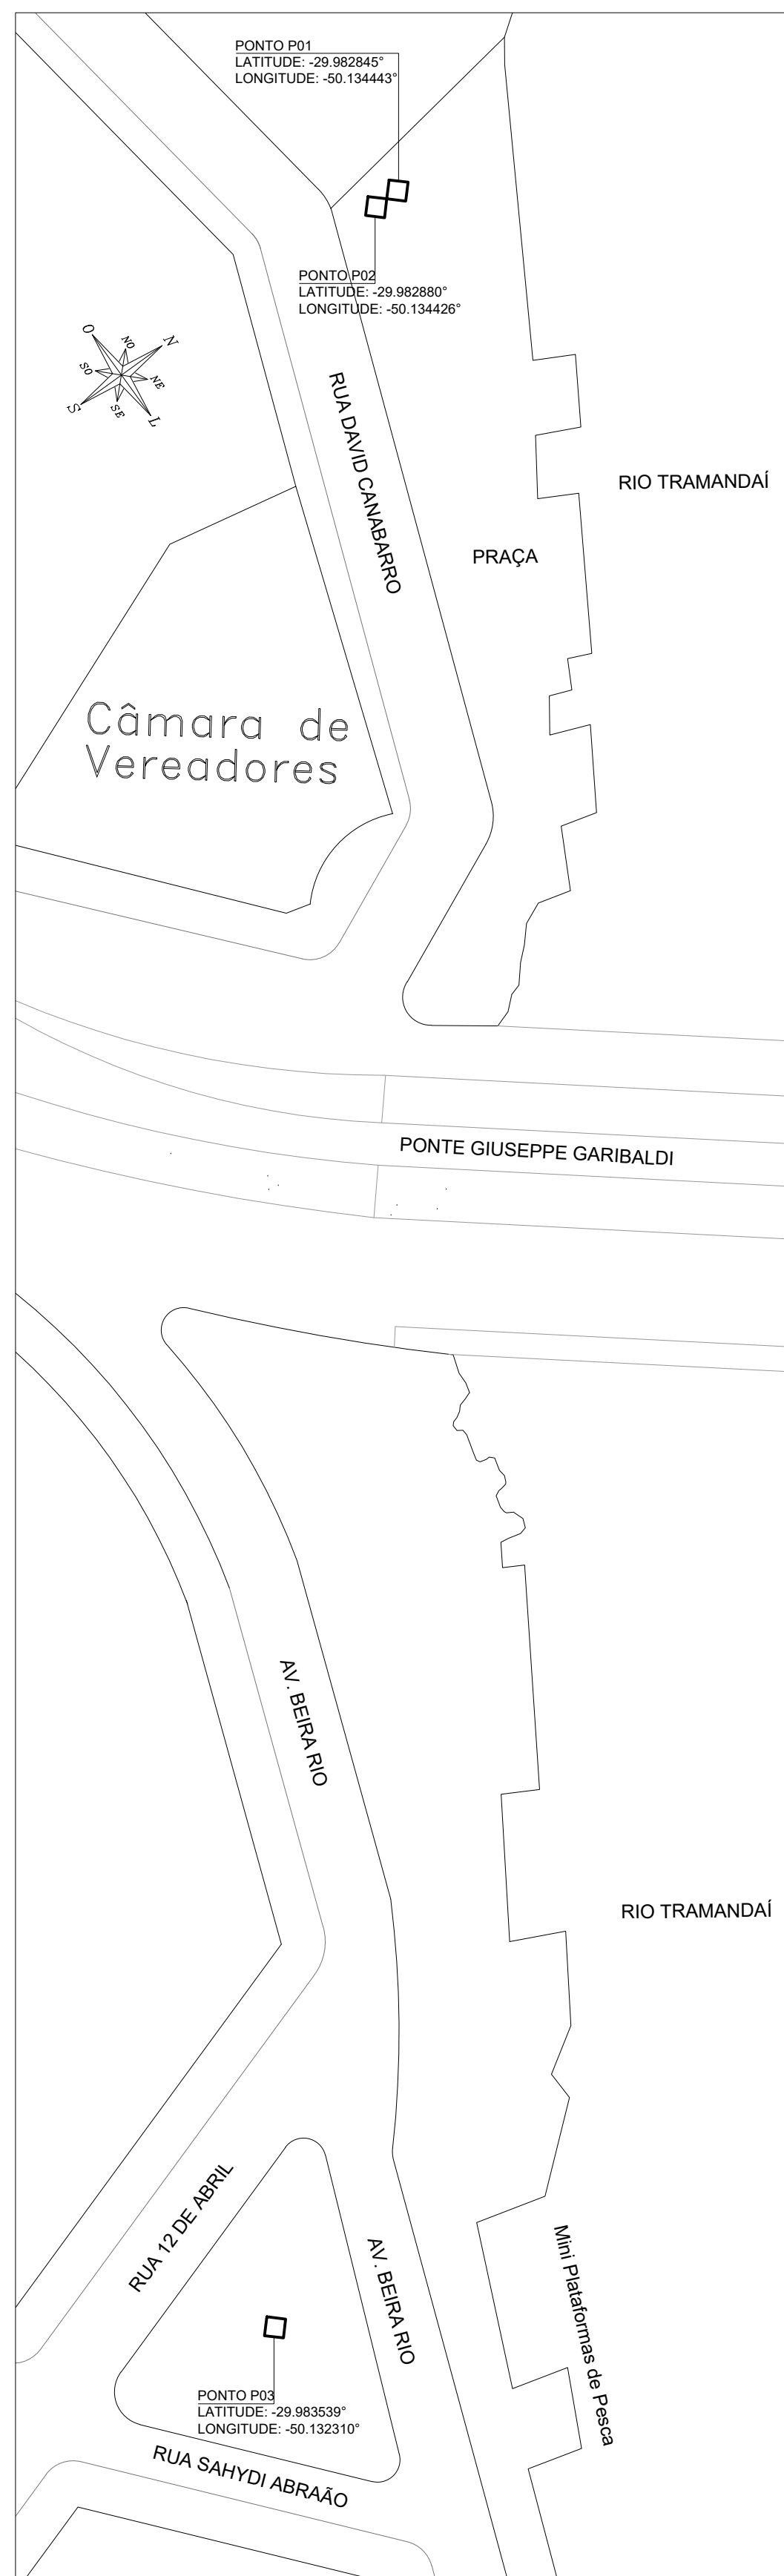 PONTO P01
LATITUDE: -29.982845°
LONGITUDE: -50.134443°
PONTO P02
LATITUDE: -29.982880°
LONGITUDE: -50.134426°
O
NO
N
SO
NE
S
SE
L
RUA DAVID CANABARRO
RIO TRAMANDAÍ
PRAÇA
Câmara de
Vereadores
PONTE GIUSEPPE GARIBALDI
AV. BEIRA RIO
RIO TRAMANDAÍ
RUA 12 DE ABRIL
AV. BEIRA RIO
Mini Plataformas de Pesca
PONTO P03
LATITUDE: -29.983539°
LONGITUDE: -50.132310°
RUA SAHYDI ABRAÃO